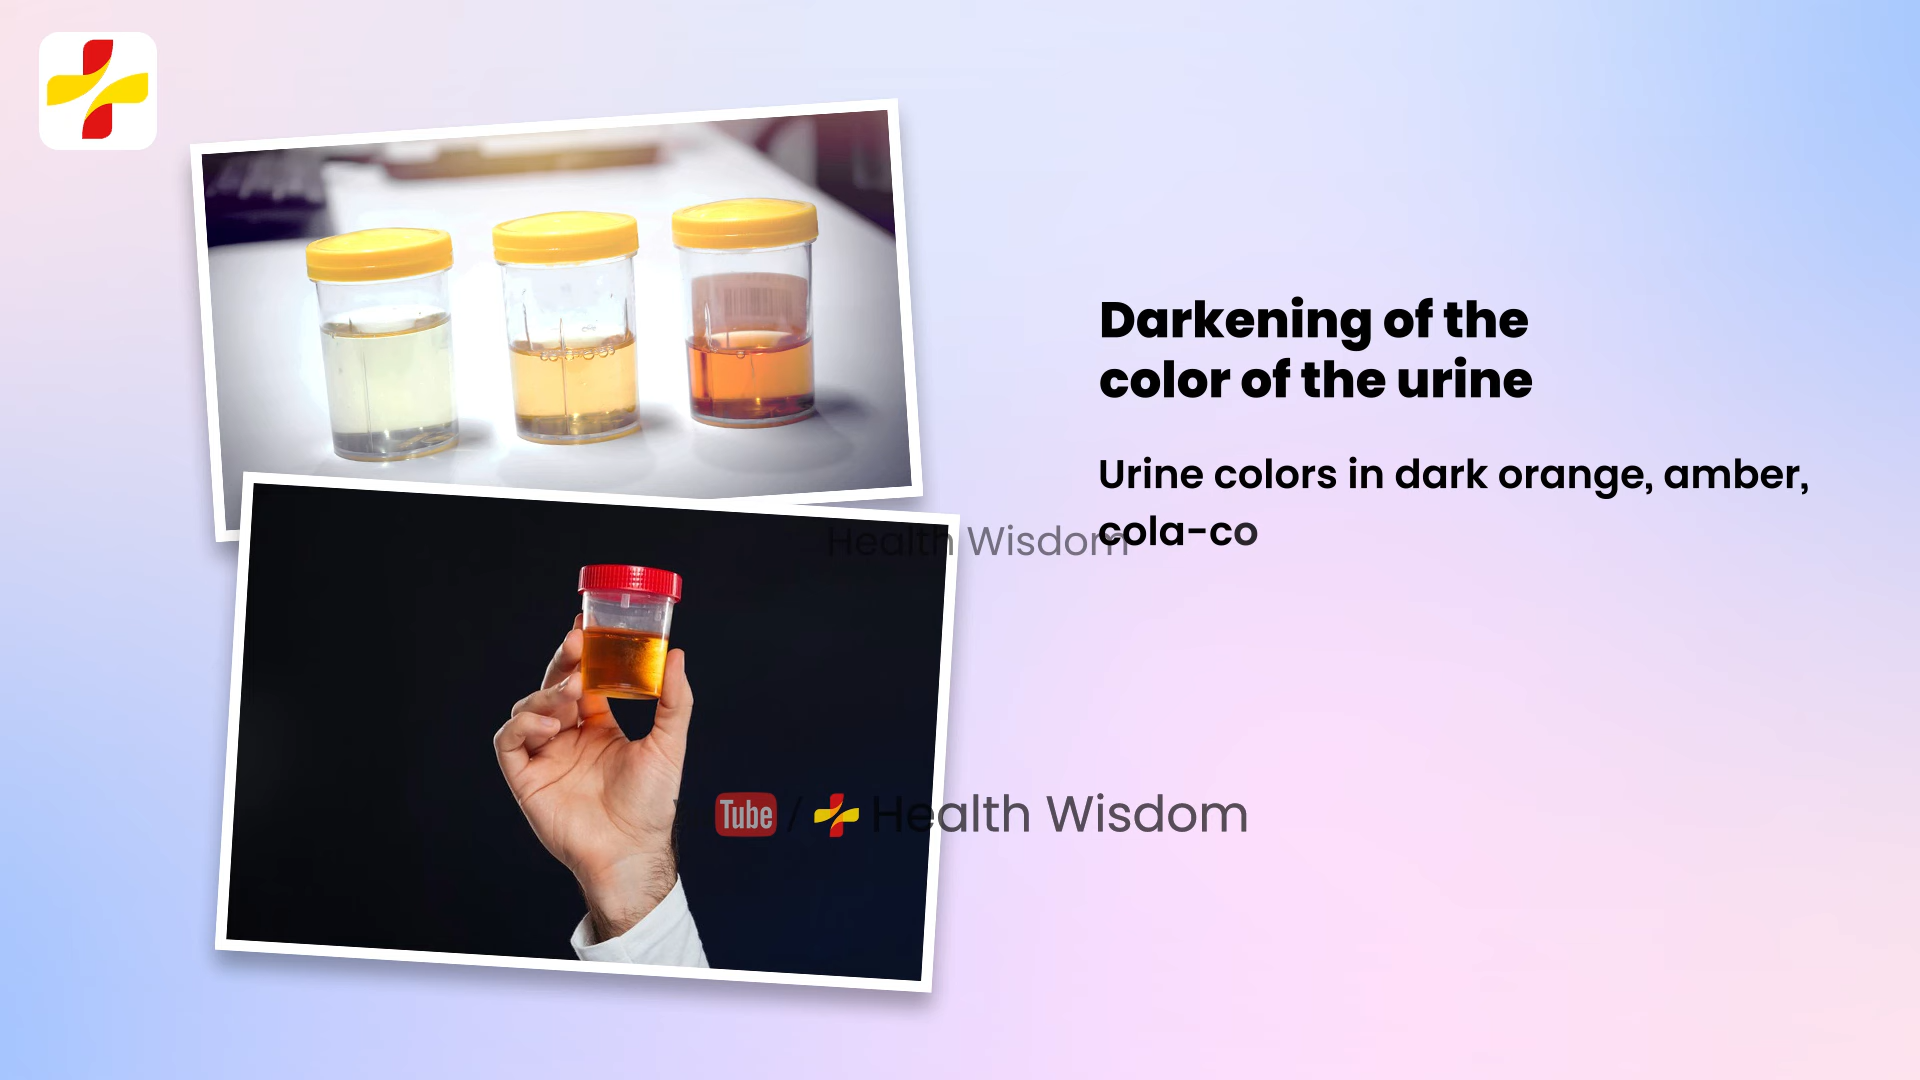 Darkening of the
color of the urine
Urine colors in dark orange, amber,
cola-co
Health Wisdom
Tube / Health Wisdom